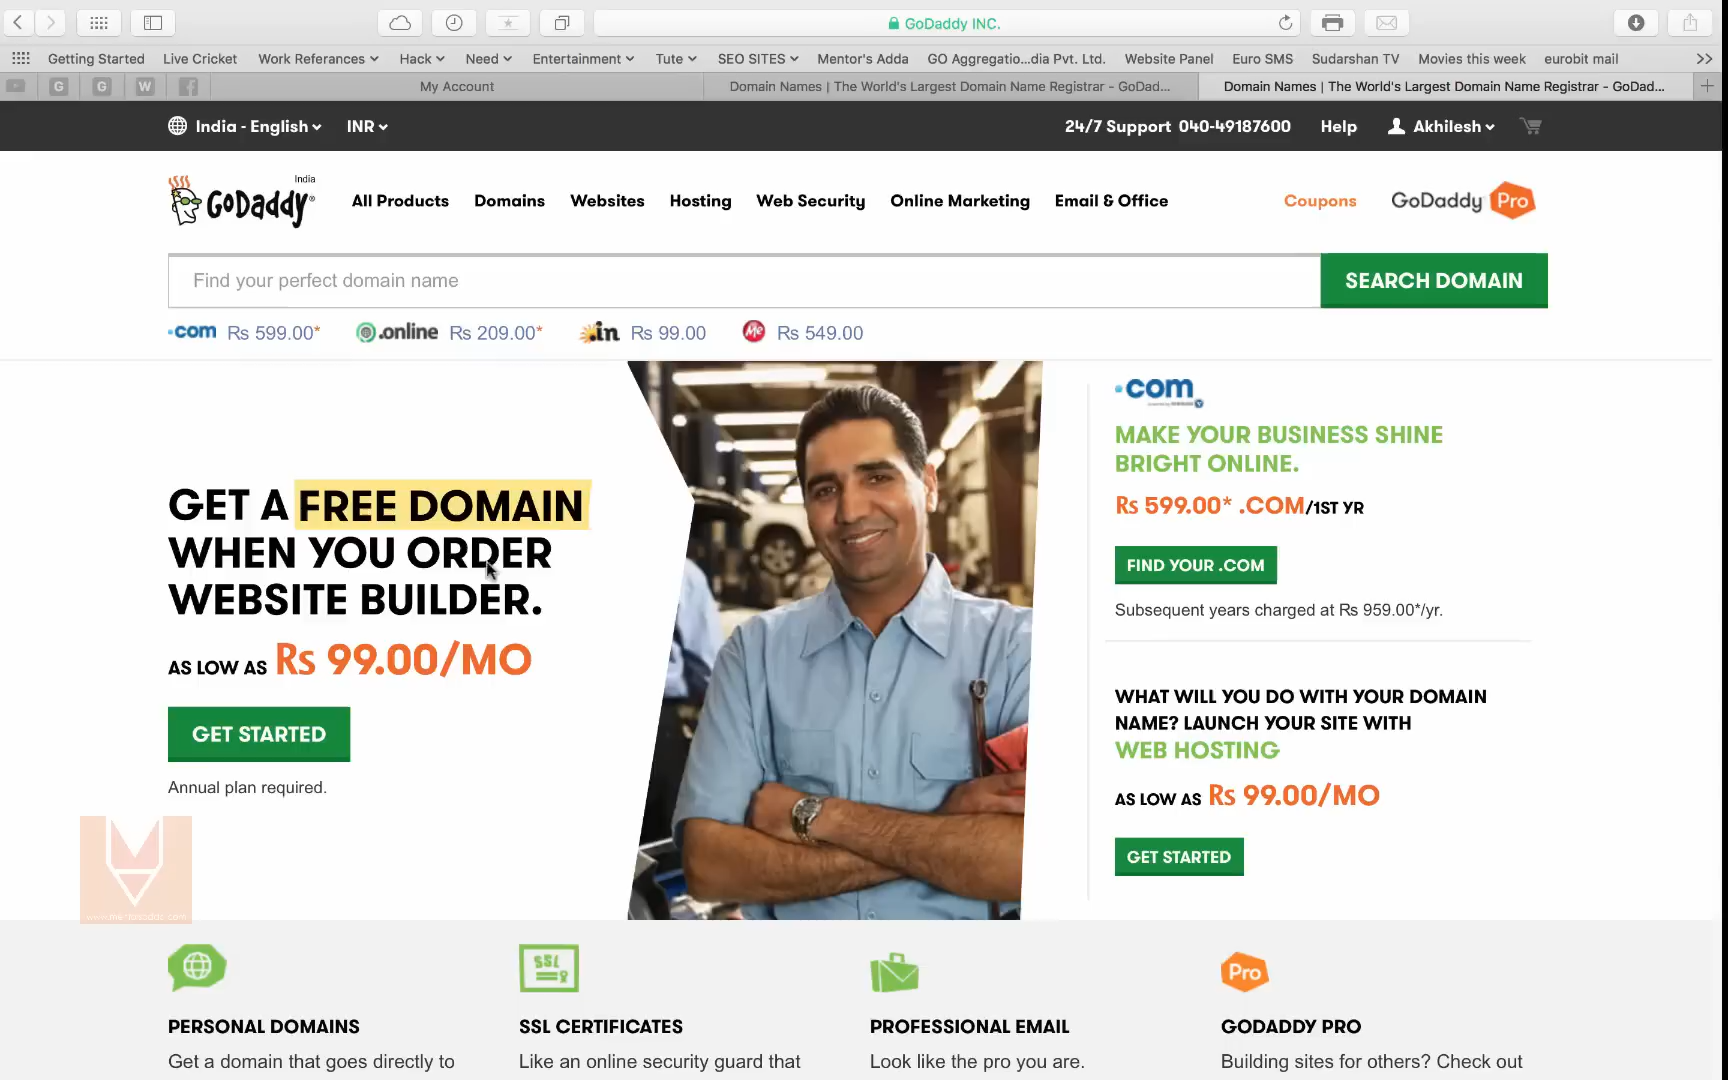 GoDaddy INC.
Getting Started Live Cricket Work Referances Hack Need Entertainment Tute SEO SITES Mentor's Adda GO Aggregatio...dia Pvt. Ltd. Website Panel Euro SMS Sudarshan TV Movies this week eurobit mail
G G W My Account Domain Names | The World's Largest Domain Name Registrar - GoDad... Domain Names | The World's Largest Domain Name Registrar - GoDad...
India - English INR 24/7 Support 040-49187600 Help Akhilesh
India
GoDaddy® All Products Domains Websites Hosting Web Security Online Marketing Email & Office Coupons GoDaddy Pro
Find your perfect domain name SEARCH DOMAIN
.com Rs 599.00* .online Rs 209.00* .in Rs 99.00 Me Rs 549.00
GET A FREE DOMAIN
WHEN YOU ORDER
WEBSITE BUILDER.
AS LOW AS Rs 99.00/MO
GET STARTED
Annual plan required.
.com
MAKE YOUR BUSINESS SHINE
BRIGHT ONLINE.
Rs 599.00* .COM/1ST YR
FIND YOUR .COM
Subsequent years charged at Rs 959.00*/yr.
WHAT WILL YOU DO WITH YOUR DOMAIN
NAME? LAUNCH YOUR SITE WITH
WEB HOSTING
AS LOW AS Rs 99.00/MO
GET STARTED
www.mentorsadda.com
SSL
Pro
PERSONAL DOMAINS
Get a domain that goes directly to
SSL CERTIFICATES
Like an online security guard that
PROFESSIONAL EMAIL
Look like the pro you are.
GODADDY PRO
Building sites for others? Check out